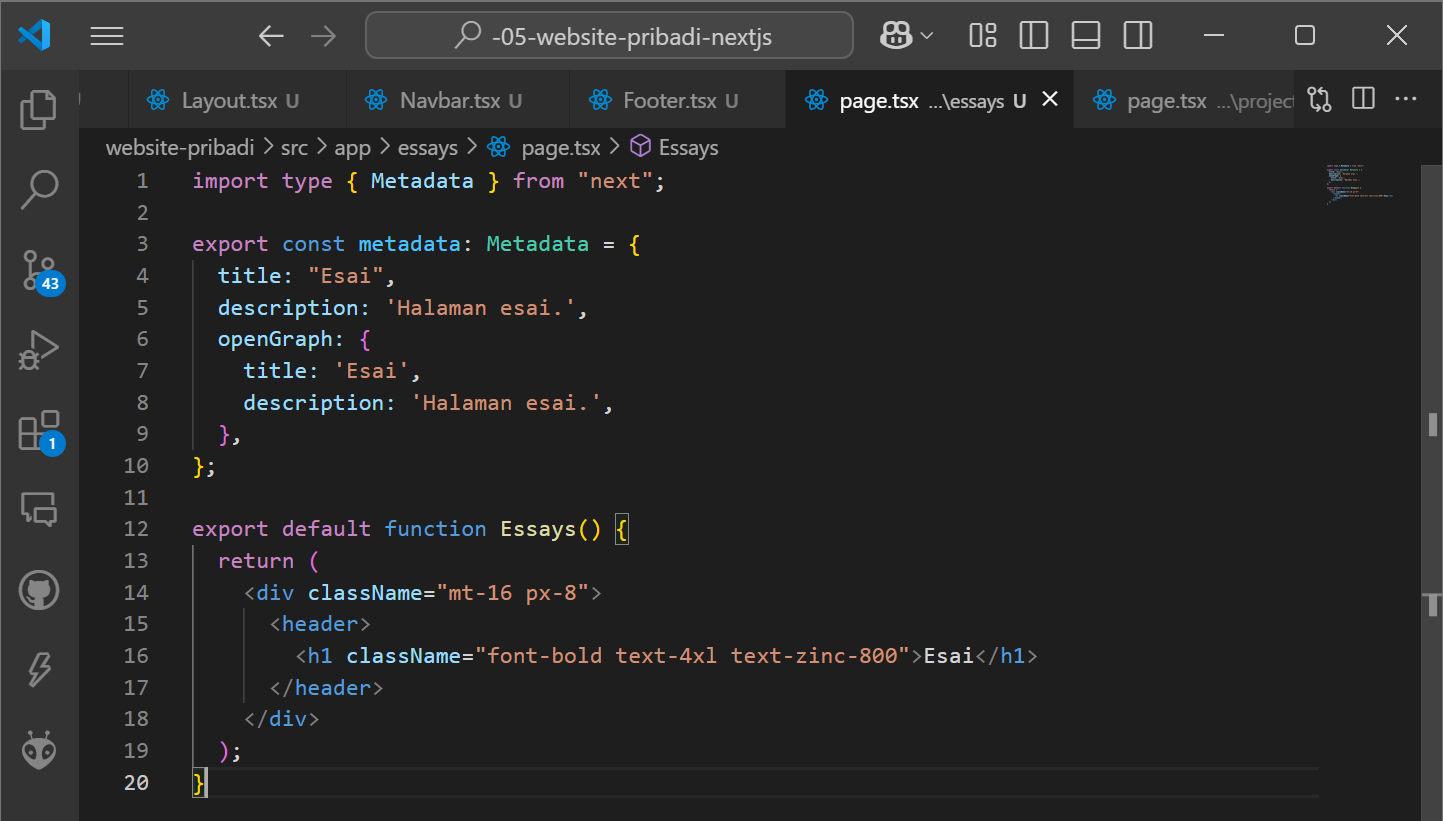 -05-website-pribadi-nextjs
Layout.tsx U
Navbar.tsx U
Footer.tsx U
page.tsx ...\essays U
page.tsx ...\project
website-pribadi > src > app > essays > page.tsx > Essays
43
1
1 import type { Metadata } from "next";
2
3 export const metadata: Metadata = {
4   title: "Esai",
5   description: 'Halaman esai.',
6   openGraph: {
7     title: 'Esai',
8     description: 'Halaman esai.',
9   },
10 };
11
12 export default function Essays() {
13   return (
14     <div className="mt-16 px-8">
15       <header>
16         <h1 className="font-bold text-4xl text-zinc-800">Esai</h1>
17       </header>
18     </div>
19   );
20 }